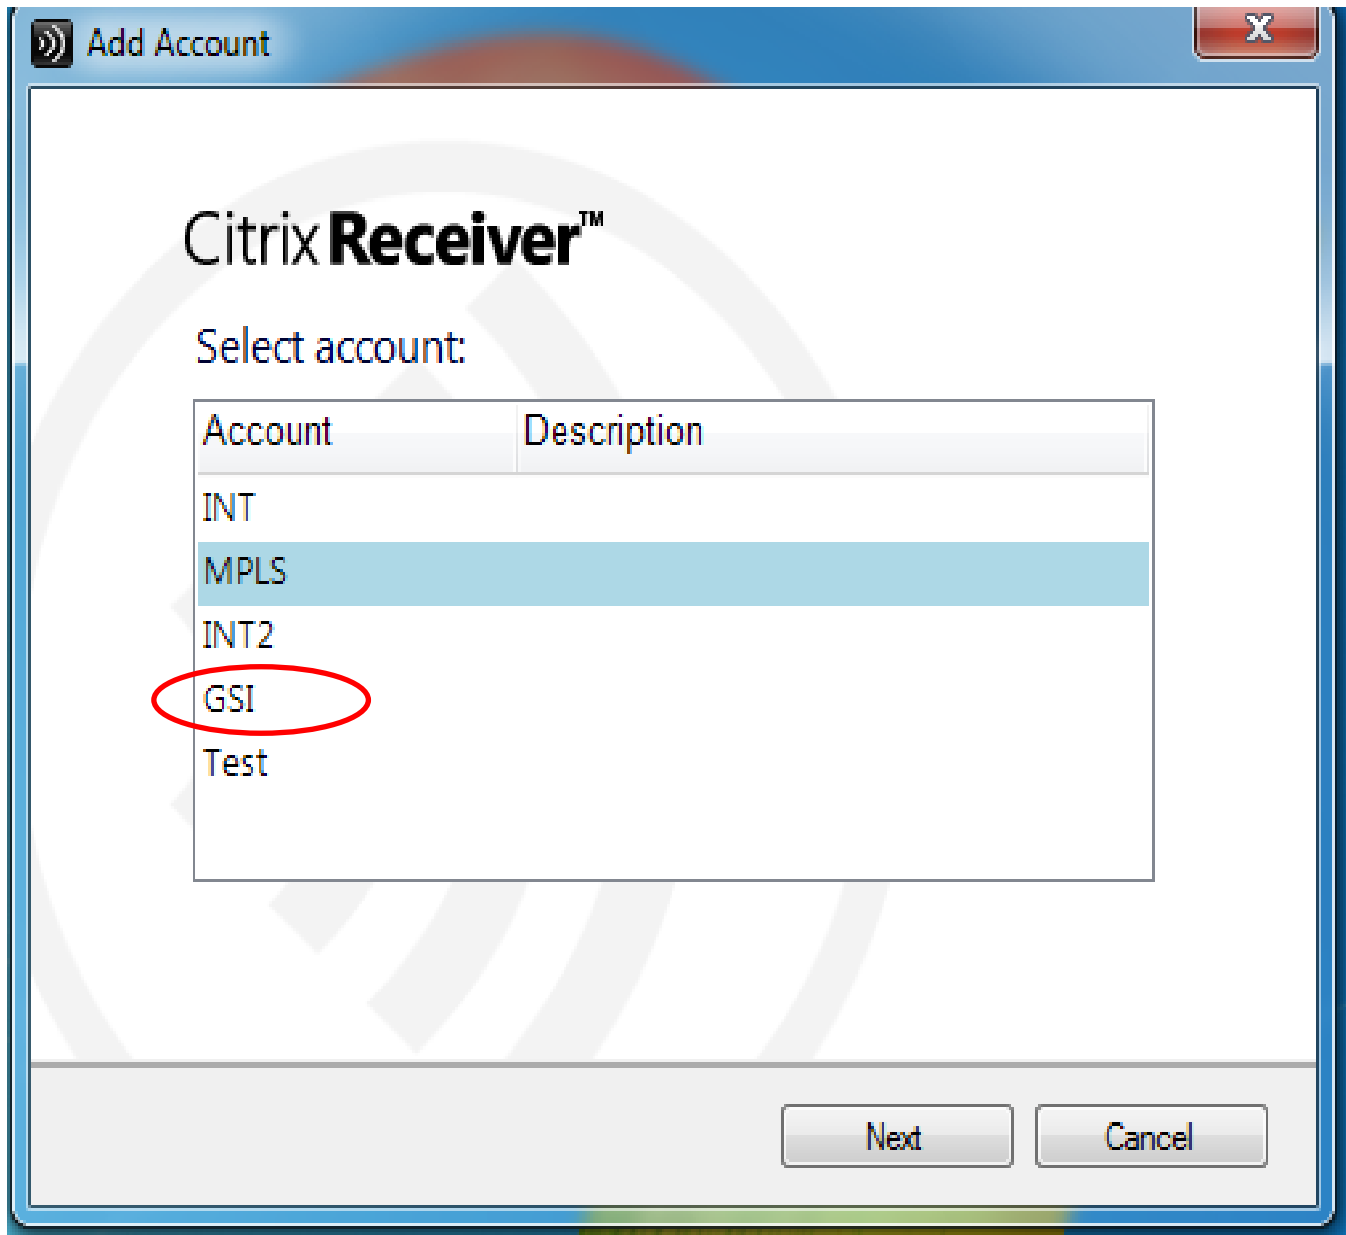 Add Account
Citrix Receiver™
Select account:
Account Description
INT
MPLS
INT2
GSI
Test
Next Cancel